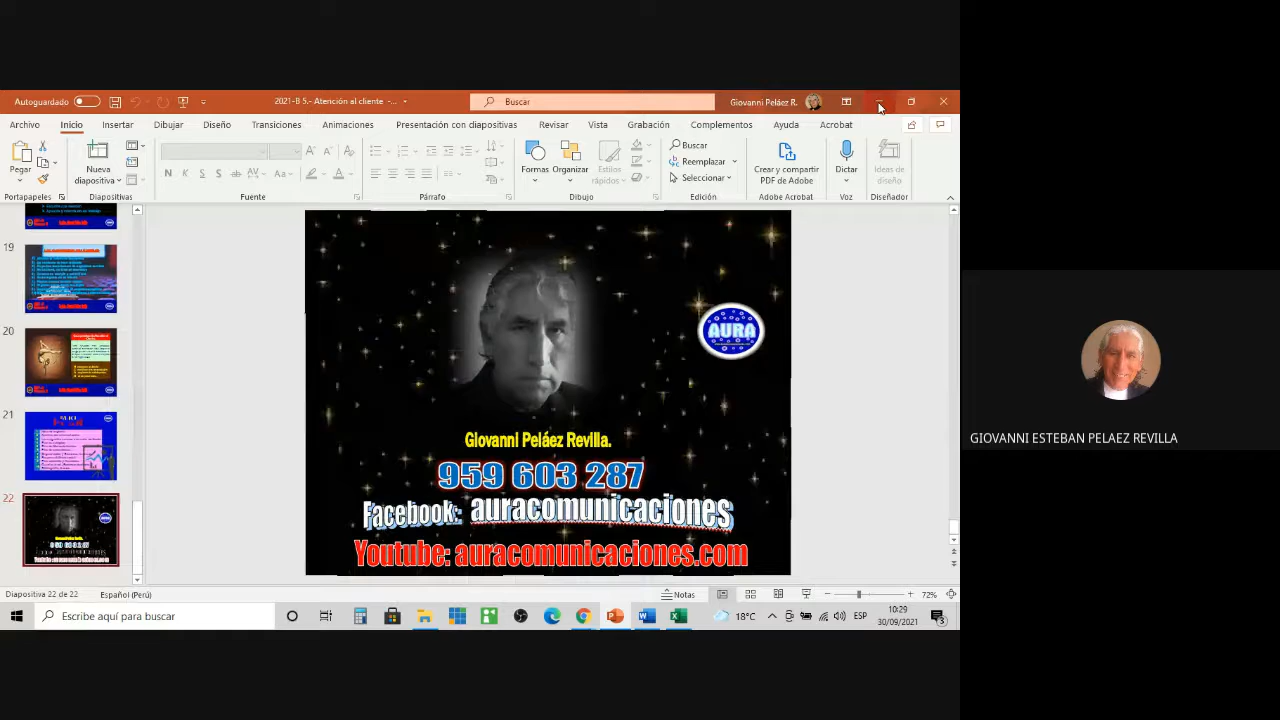 Autoguardado
2021-B 5.- Atención al cliente -...
Buscar
Giovanni Peláez R.
Archivo Inicio Insertar Dibujar Diseño Transiciones Animaciones Presentación con diapositivas Revisar Vista Grabación Complementos Ayuda Acrobat
Pegar
Nueva
diapositiva
N K S S ab AV Aa A
Formas
Organizar
Estilos
rápidos
Buscar
Reemplazar
Seleccionar
Crear y compartir
PDF de Adobe
Dictar
Ideas de
diseño
Portapapeles Diapositivas Fuente Párrafo Dibujo Edición Adobe Acrobat Voz Diseñador
19
20
21
22
AURA
Giovanni Peláez Revilla.
959 603 287
Facebook: auracomunicaciones
Youtube: auracomunicaciones.com
GIOVANNI ESTEBAN PELAEZ REVILLA
Diapositiva 22 de 22 Español (Perú) Notas 72%
Escribe aquí para buscar
18°C
ESP
10:29
30/09/2021
3